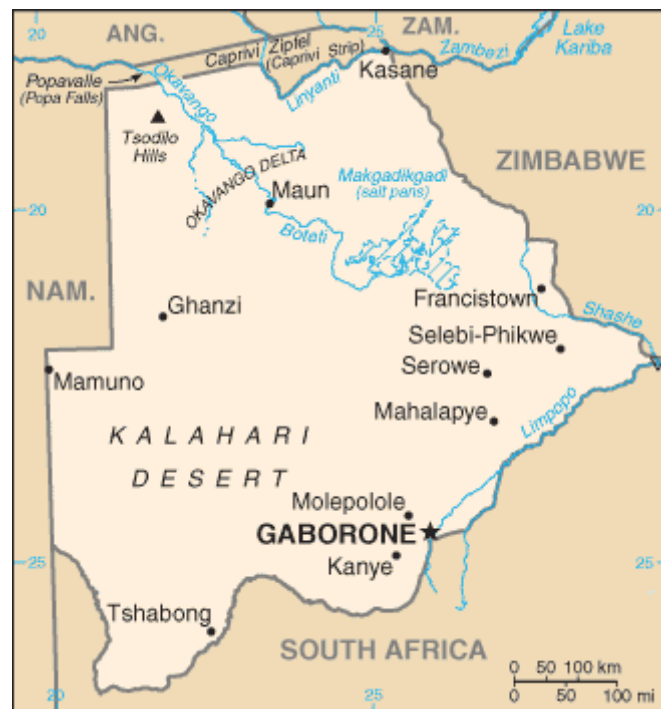 20
ANG.
25
ZAM.
Lake
Kariba
Caprivi Zipfel
(Caprivi Strip)
Zambezi
Kasane
Popavalle
(Popa Falls)
Okavango
Linyanti
Tsodilo
Hills
ZIMBABWE
OKAVANGO DELTA
Makgadikgadi
(salt pans)
Maun
20
20
Boteti
NAM.
Ghanzi
Francistown
Shashe
Selebi-Phikwe
Serowe
Mamuno
Mahalapye
Limpopo
KALAHARI
DESERT
Molepolole
GABORONE
25
Kanye
25
Tshabong
SOUTH AFRICA
0 50 100 km
0 50 100 mi
20
25